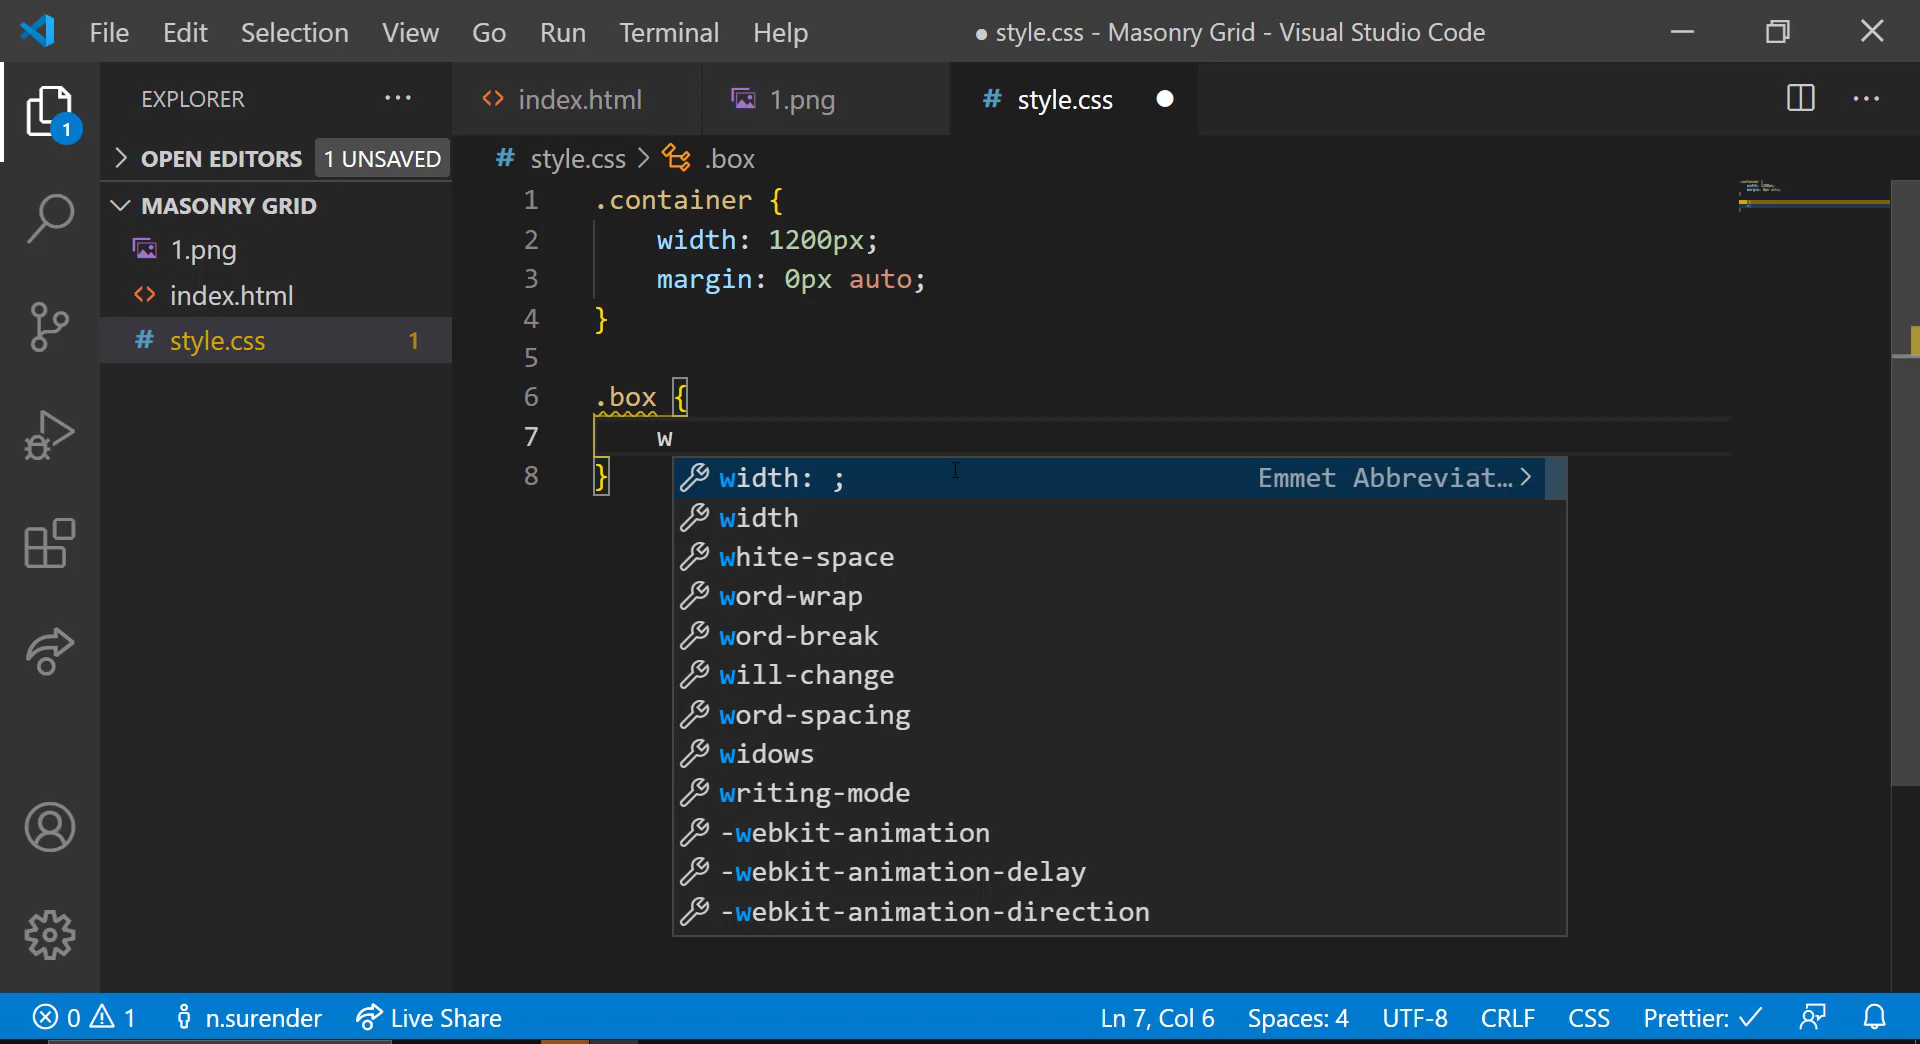 File Edit Selection View Go Run Terminal Help ● style.css - Masonry Grid - Visual Studio Code
EXPLORER ···
<> index.html 1.png # style.css ●
1
> OPEN EDITORS 1 UNSAVED
# style.css > .box
MASONRY GRID
1.png
<> index.html
# style.css 1
1 .container {
2 width: 1200px;
3 margin: 0px auto;
4 }
5
6 .box {
7 w
8 }
width: ; Emmet Abbreviat… >
width
white-space
word-wrap
word-break
will-change
word-spacing
widows
writing-mode
-webkit-animation
-webkit-animation-delay
-webkit-animation-direction
0 1 n.surender Live Share Ln 7, Col 6 Spaces: 4 UTF-8 CRLF CSS Prettier: ✓